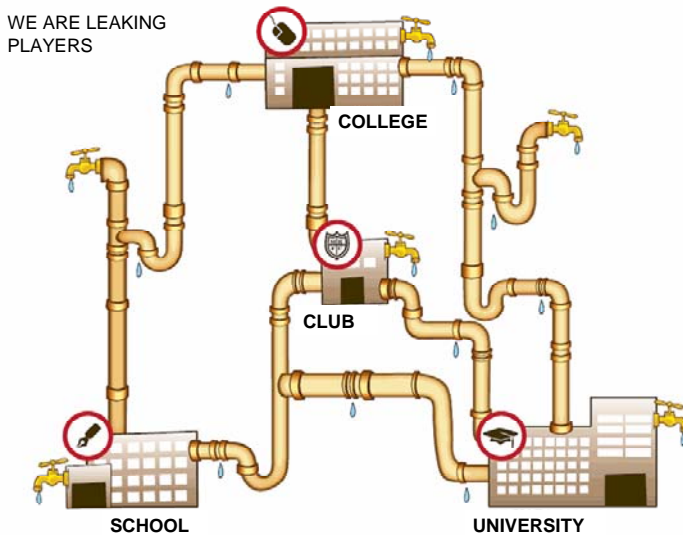 WE ARE LEAKING
PLAYERS
COLLEGE
CLUB
SCHOOL
UNIVERSITY